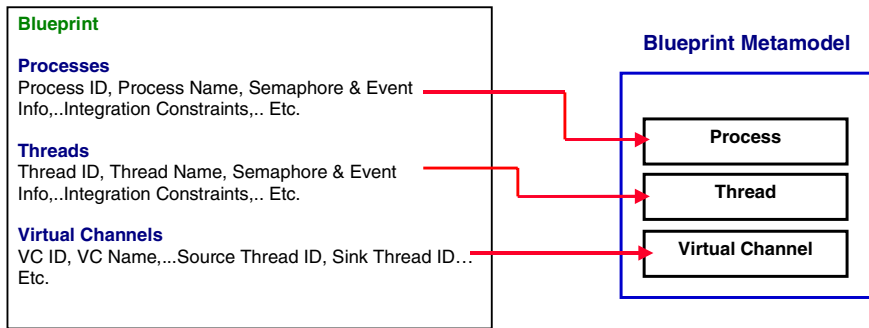 Blueprint
Processes
Process ID, Process Name, Semaphore & Event
Info,..Integration Constraints,.. Etc.
Threads
Thread ID, Thread Name, Semaphore & Event
Info,..Integration Constraints,.. Etc.
Virtual Channels
VC ID, VC Name,...Source Thread ID, Sink Thread ID...
Etc.
Blueprint Metamodel
Process
Thread
Virtual Channel